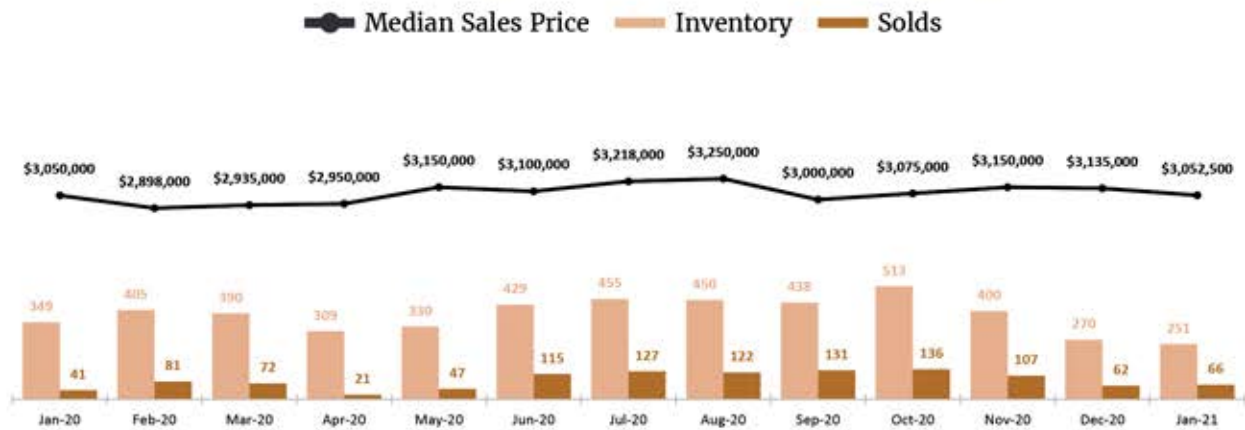 Median Sales Price Inventory Solds
$3,050,000 $2,898,000 $2,935,000 $2,950,000 $3,150,000 $3,100,000 $3,218,000 $3,250,000 $3,000,000 $3,075,000 $3,150,000 $3,135,000 $3,052,500
349 405 390 309 330 429 455 450 438 513 400 270 251
41 81 72 21 47 115 127 122 131 136 107 62 66
Jan-20 Feb-20 Mar-20 Apr-20 May-20 Jun-20 Jul-20 Aug-20 Sep-20 Oct-20 Nov-20 Dec-20 Jan-21